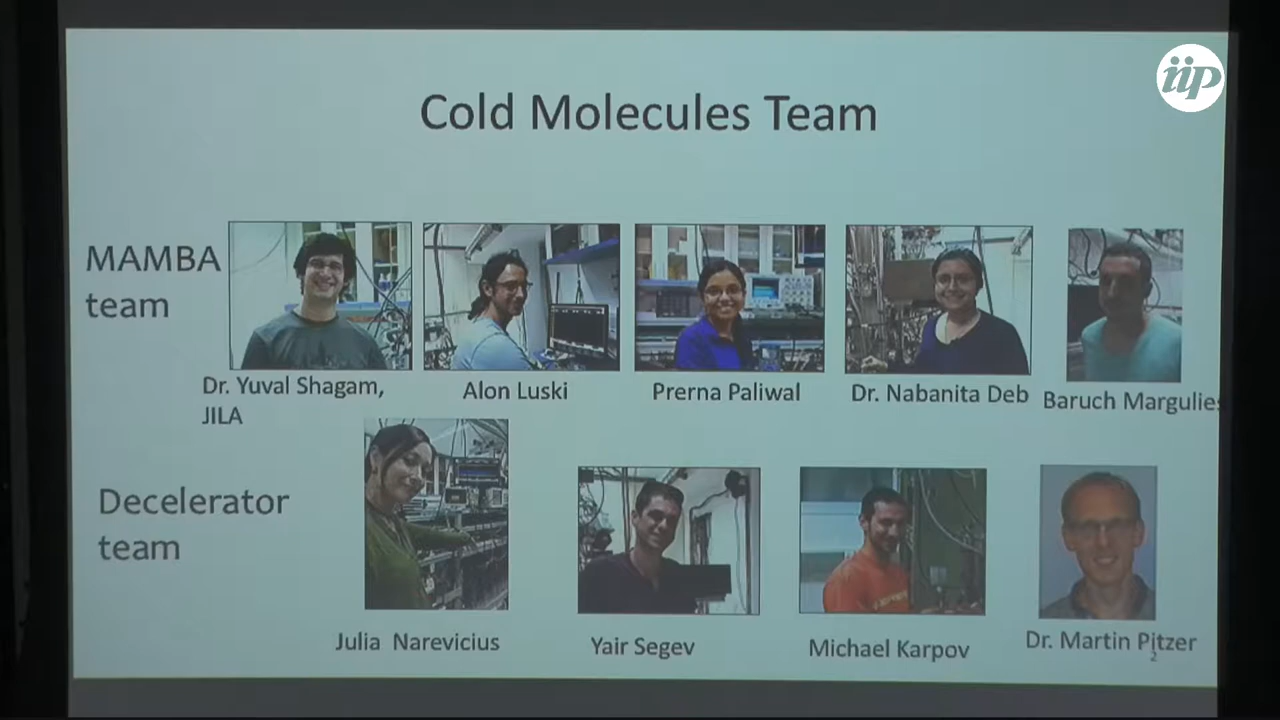 iip
Cold Molecules Team
MAMBA
team
Dr. Yuval Shagam,
JILA
Alon Luski
Prerna Paliwal
Dr. Nabanita Deb
Baruch Margulies
Decelerator
team
Julia Narevicius
Yair Segev
Michael Karpov
Dr. Martin Pitzer
2